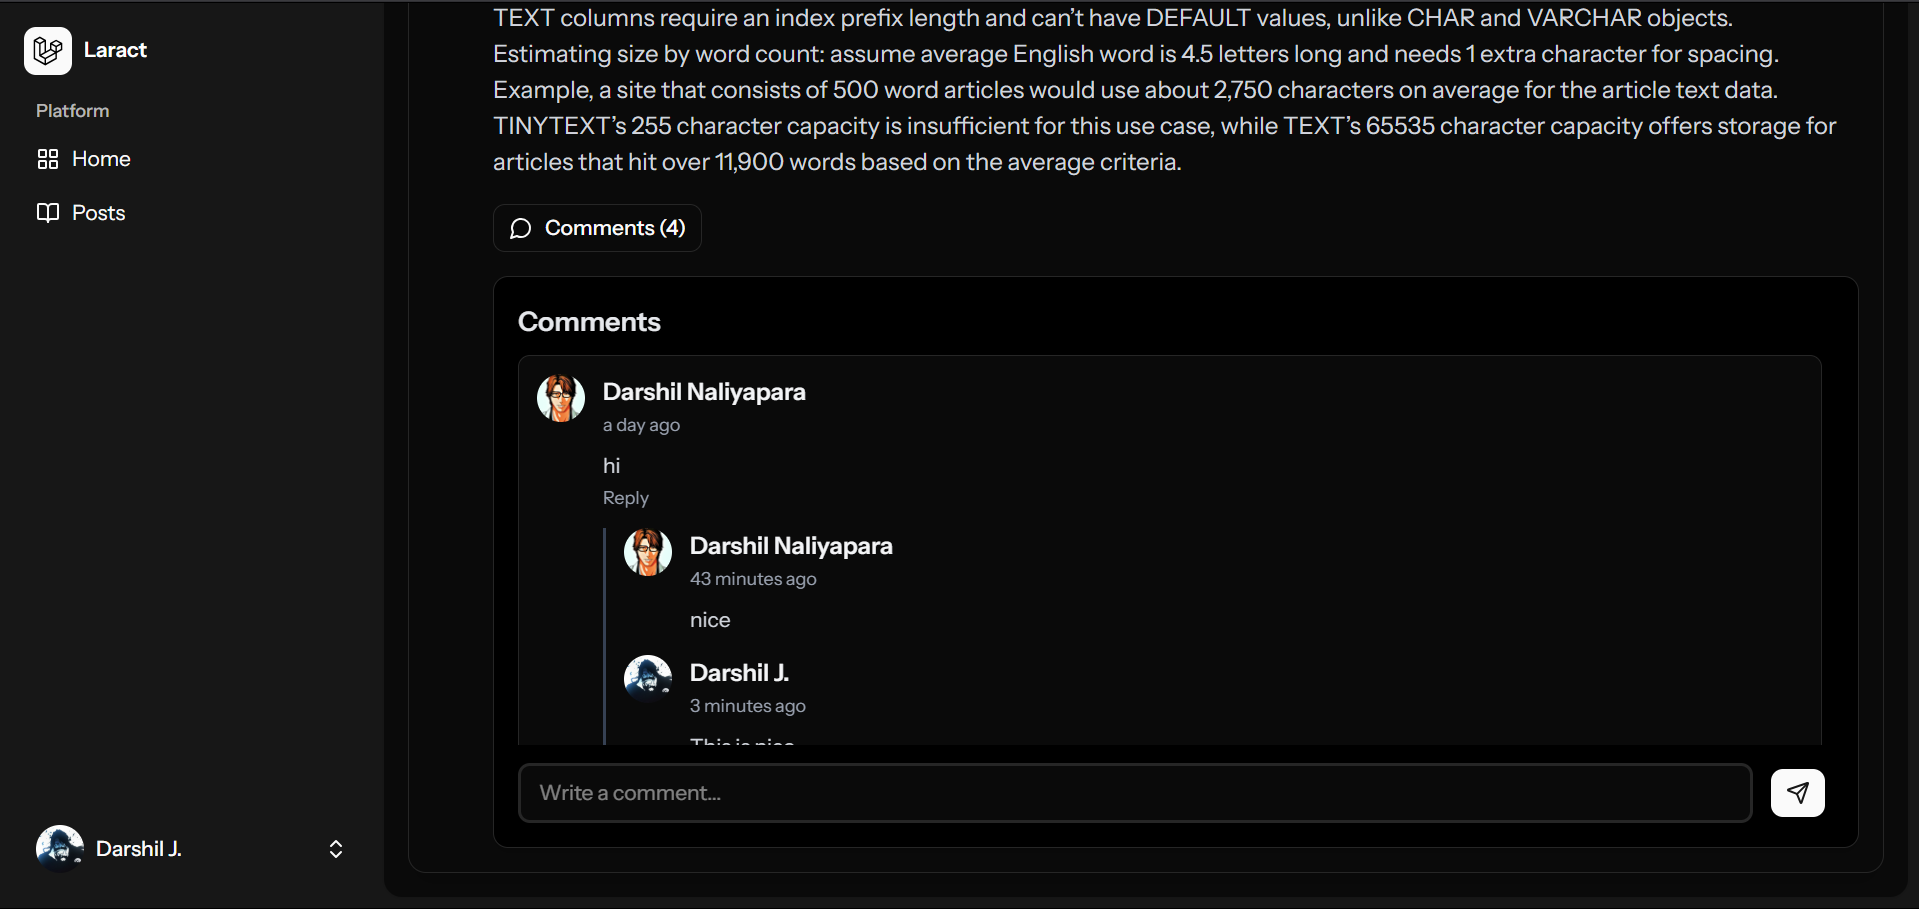 Laract
Platform
Home
Posts
TEXT columns require an index prefix length and can’t have DEFAULT values, unlike CHAR and VARCHAR objects.
Estimating size by word count: assume average English word is 4.5 letters long and needs 1 extra character for spacing.
Example, a site that consists of 500 word articles would use about 2,750 characters on average for the article text data.
TINYTEXT’s 255 character capacity is insufficient for this use case, while TEXT’s 65535 character capacity offers storage for
articles that hit over 11,900 words based on the average criteria.
Comments (4)
Comments
Darshil Naliyapara
a day ago
hi
Reply
Darshil Naliyapara
43 minutes ago
nice
Darshil J.
3 minutes ago
This is nice
Write a comment...
Darshil J.